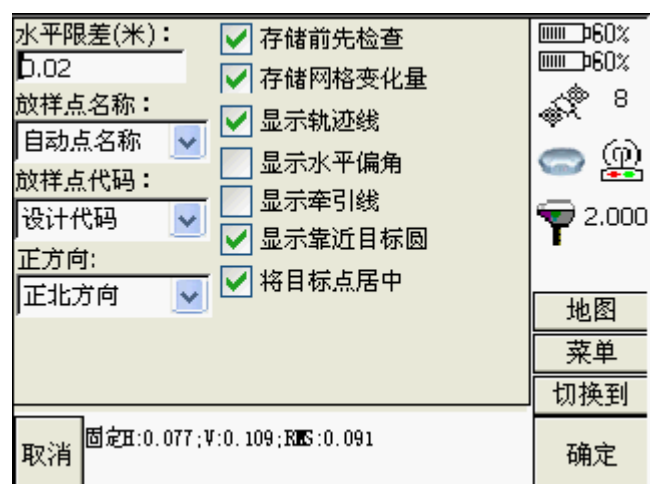 水平限差(米)：
0.02
放样点名称：
自动点名称
放样点代码：
设计代码
正方向:
正北方向
存储前先检查
存储网格变化量
显示轨迹线
显示水平偏角
显示牵引线
显示靠近目标圆
将目标点居中
60%
60%
8
2.000
地图
菜单
切换到
确定
取消
固定H:0.077;V:0.109;RMS:0.091